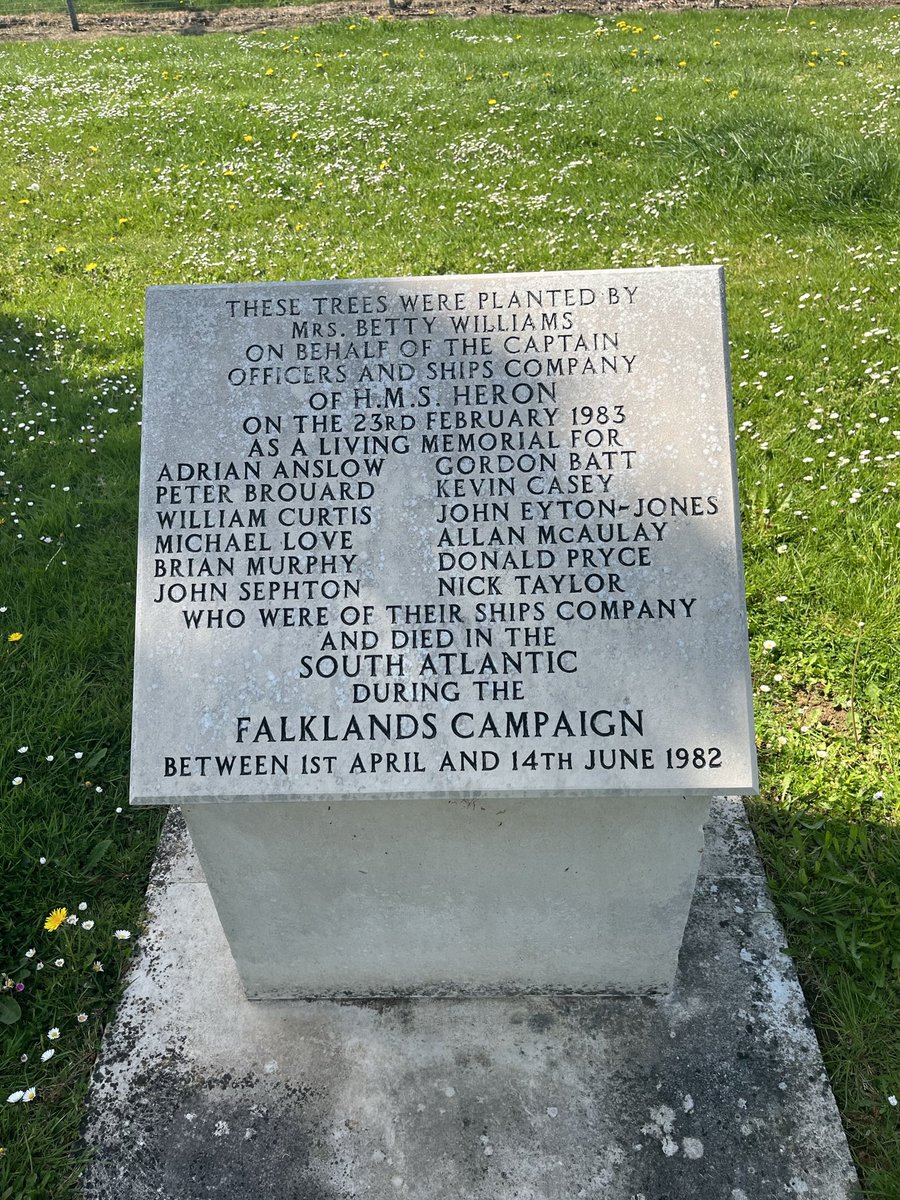 THESE TREES WERE PLANTED BY
MRS. BETTY WILLIAMS
ON BEHALF OF THE CAPTAIN
OFFICERS AND SHIPS COMPANY
OF H.M.S. HERON
ON THE 23RD FEBRUARY 1983
AS A LIVING MEMORIAL FOR
ADRIAN ANSLOW GORDON BATT
PETER BROUARD KEVIN CASEY
WILLIAM CURTIS JOHN EYTON-JONES
MICHAEL LOVE ALLAN MCAULAY
BRIAN MURPHY DONALD PRYCE
JOHN SEPHTON NICK TAYLOR
WHO WERE OF THEIR SHIPS COMPANY
AND DIED IN THE
SOUTH ATLANTIC
DURING THE
FALKLANDS CAMPAIGN
BETWEEN 1ST APRIL AND 14TH JUNE 1982